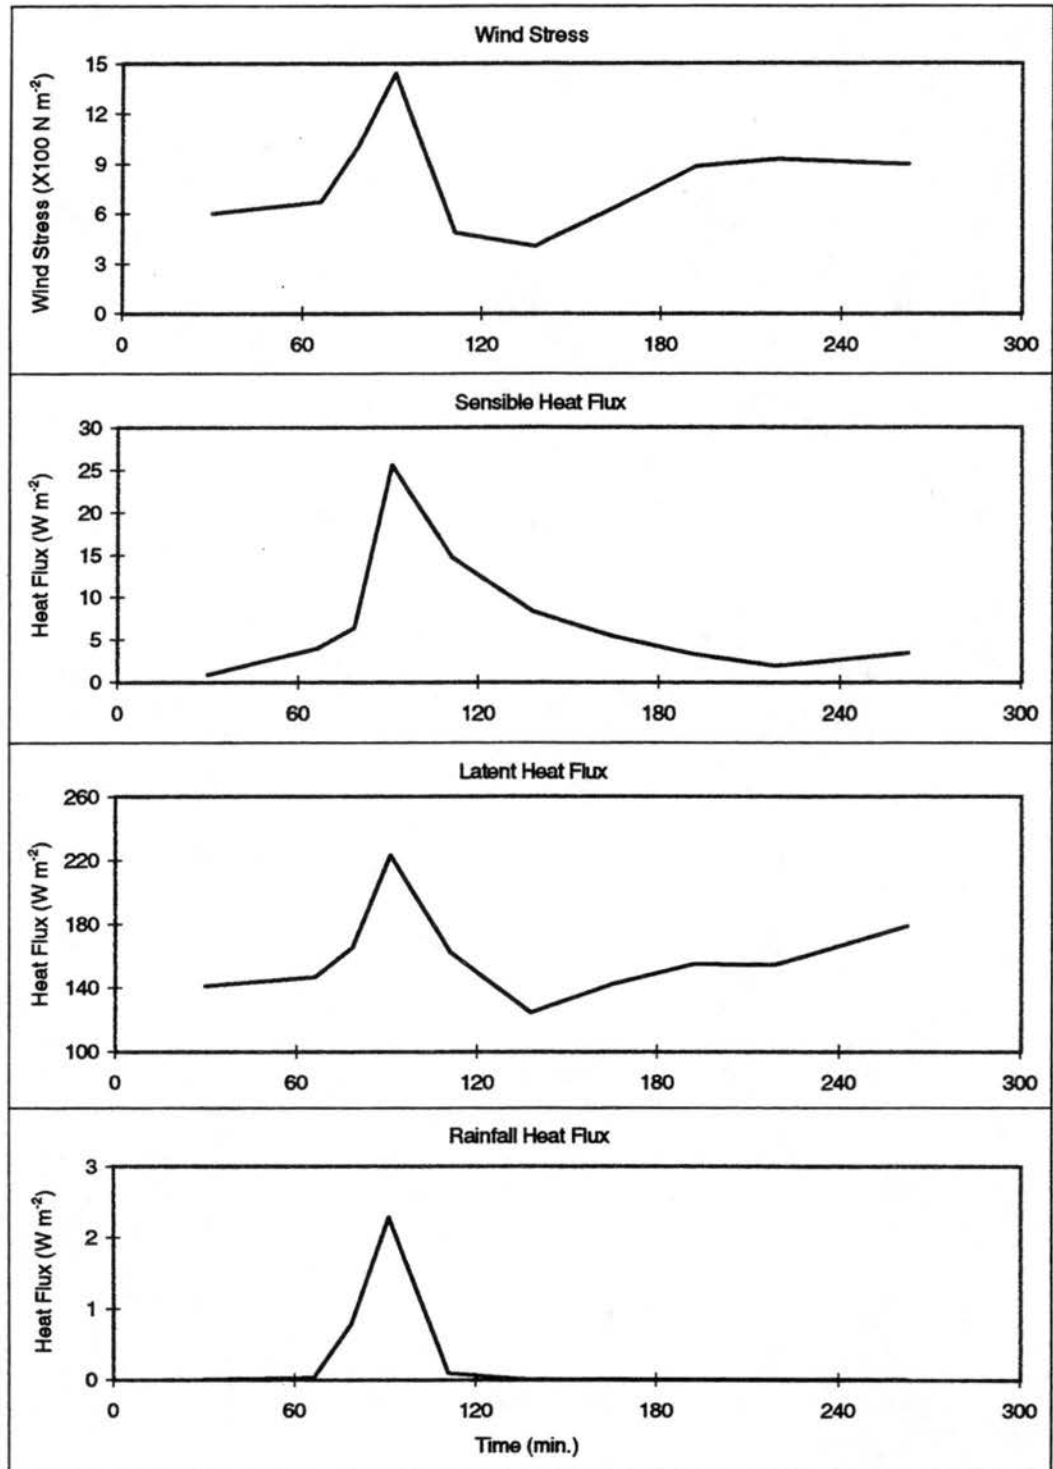 Wind Stress
Wind Stress (X100 N m-2)
15
12
9
6
3
0
0 60 120 180 240 300
Sensible Heat Flux
Heat Flux (W m-2)
30
25
20
15
10
5
0
0 60 120 180 240 300
Latent Heat Flux
Heat Flux (W m-2)
260
220
180
140
100
0 60 120 180 240 300
Rainfall Heat Flux
Heat Flux (W m-2)
3
2
1
0
0 60 120 180 240 300
Time (min.)